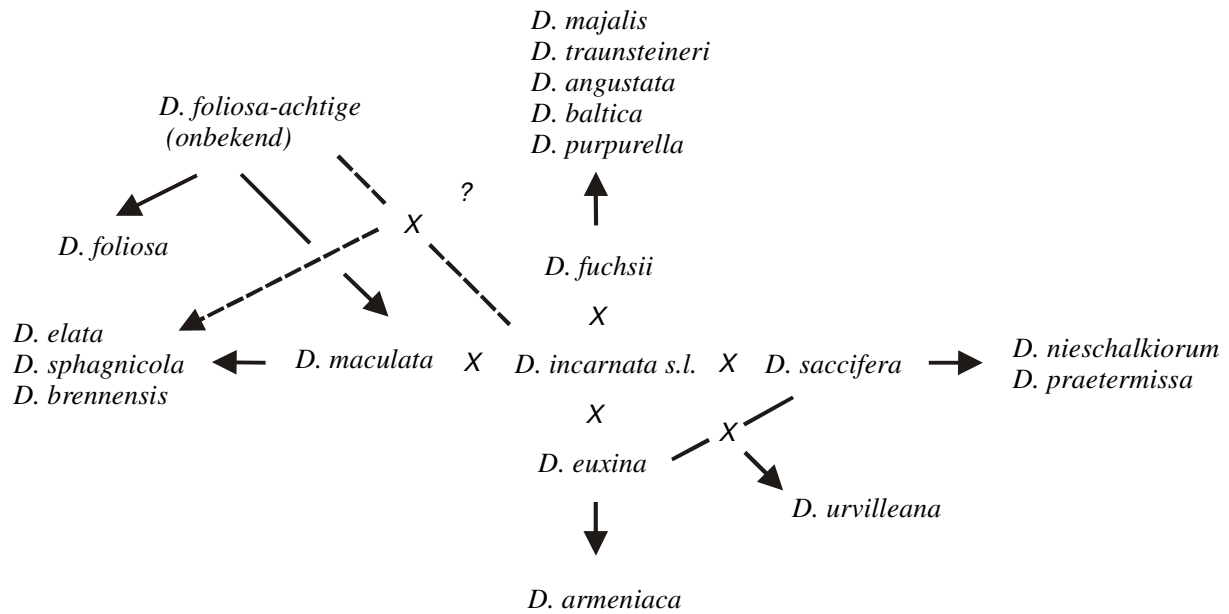 D. majalis
D. traunsteineri
D. angustata
D. baltica
D. purpurella
D. foliosa-achtige
(onbekend)
?
X
D. foliosa
D. fuchsii
X
D. elata
D. sphagnicola
D. brennensis
D. maculata X D. incarnata s.l. X D. saccifera
D. nieschalkiorum
D. praetermissa
X
X
D. euxina
D. urvilleana
D. armeniaca